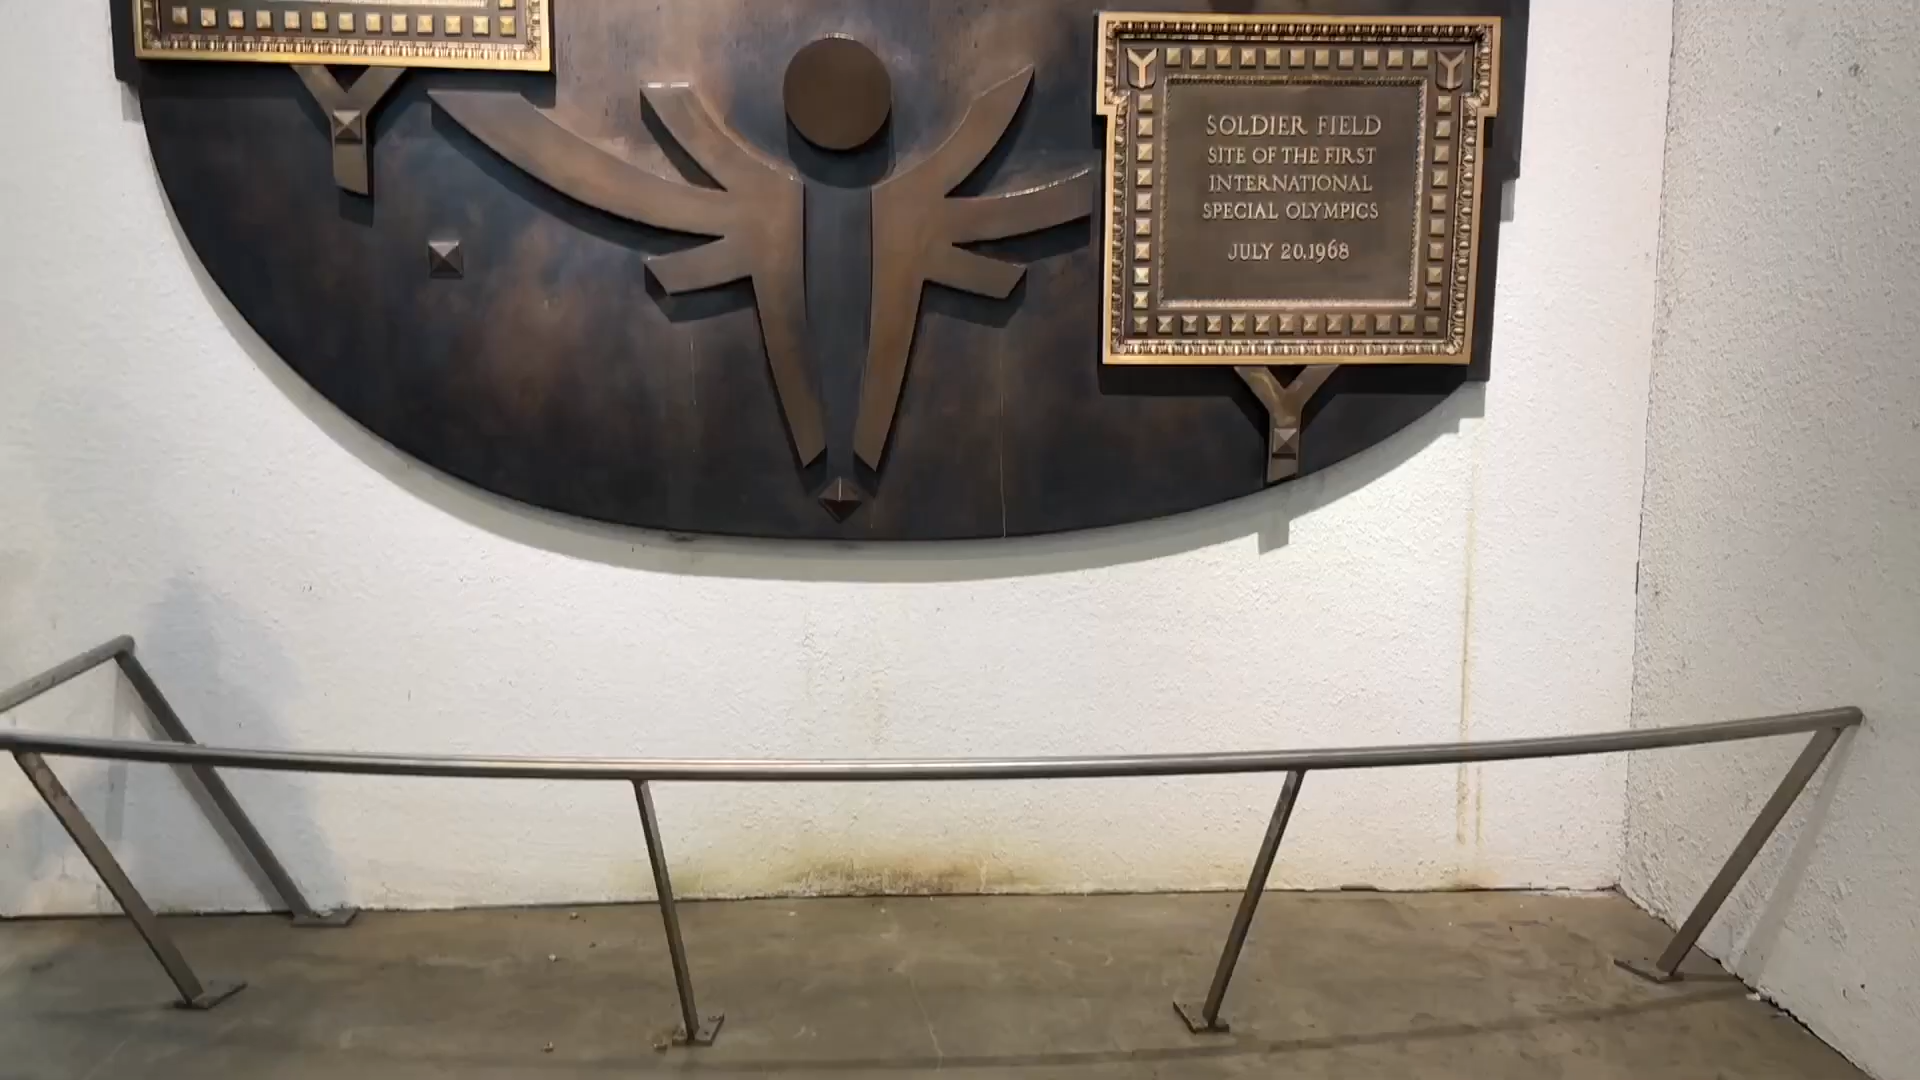 SOLDIER FIELD
SITE OF THE FIRST
INTERNATIONAL
SPECIAL OLYMPICS
JULY 20, 1968